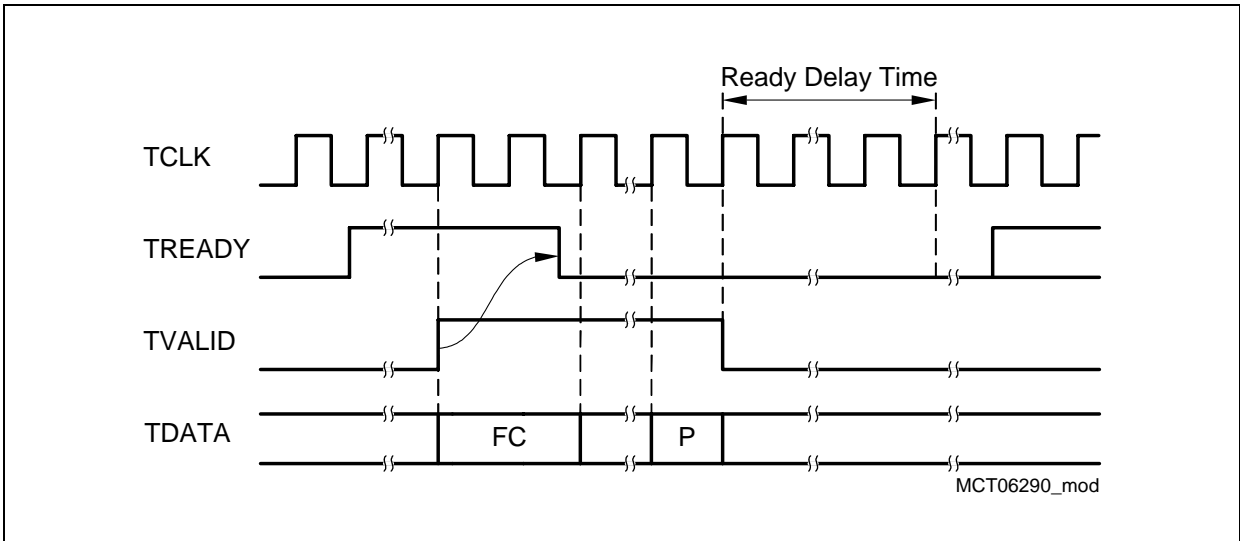 Ready Delay Time
TCLK
TREADY
TVALID
TDATA
FC
P
MCT06290_mod